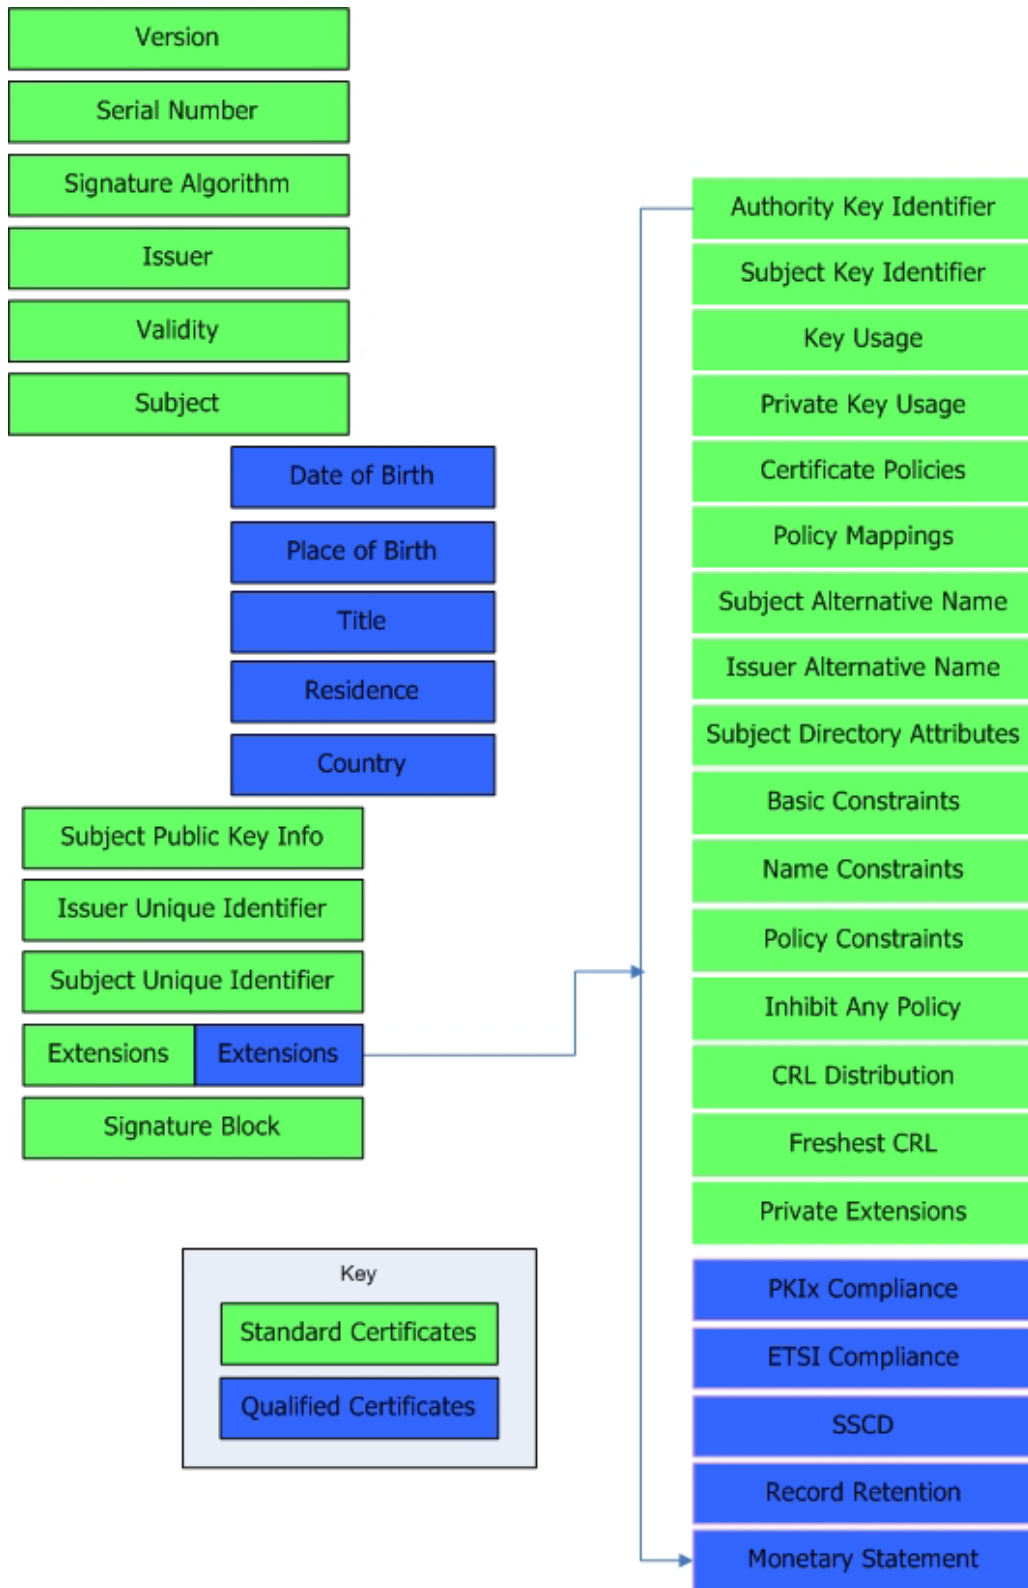 Version
Serial Number
Signature Algorithm
Issuer
Validity
Subject
Date of Birth
Place of Birth
Title
Residence
Country
Subject Public Key Info
Issuer Unique Identifier
Subject Unique Identifier
Extensions Extensions
Signature Block
Authority Key Identifier
Subject Key Identifier
Key Usage
Private Key Usage
Certificate Policies
Policy Mappings
Subject Alternative Name
Issuer Alternative Name
Subject Directory Attributes
Basic Constraints
Name Constraints
Policy Constraints
Inhibit Any Policy
CRL Distribution
Freshest CRL
Private Extensions
PKIx Compliance
ETSI Compliance
SSCD
Record Retention
Monetary Statement
Key
Standard Certificates
Qualified Certificates